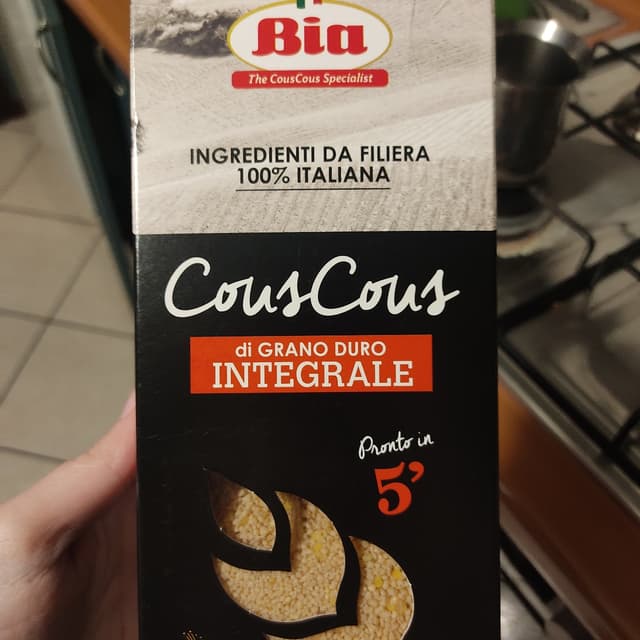 Bia
The CousCous Specialist
INGREDIENTI DA FILIERA
100% ITALIANA
CousCous
di GRANO DURO
INTEGRALE
Pronto in
5'